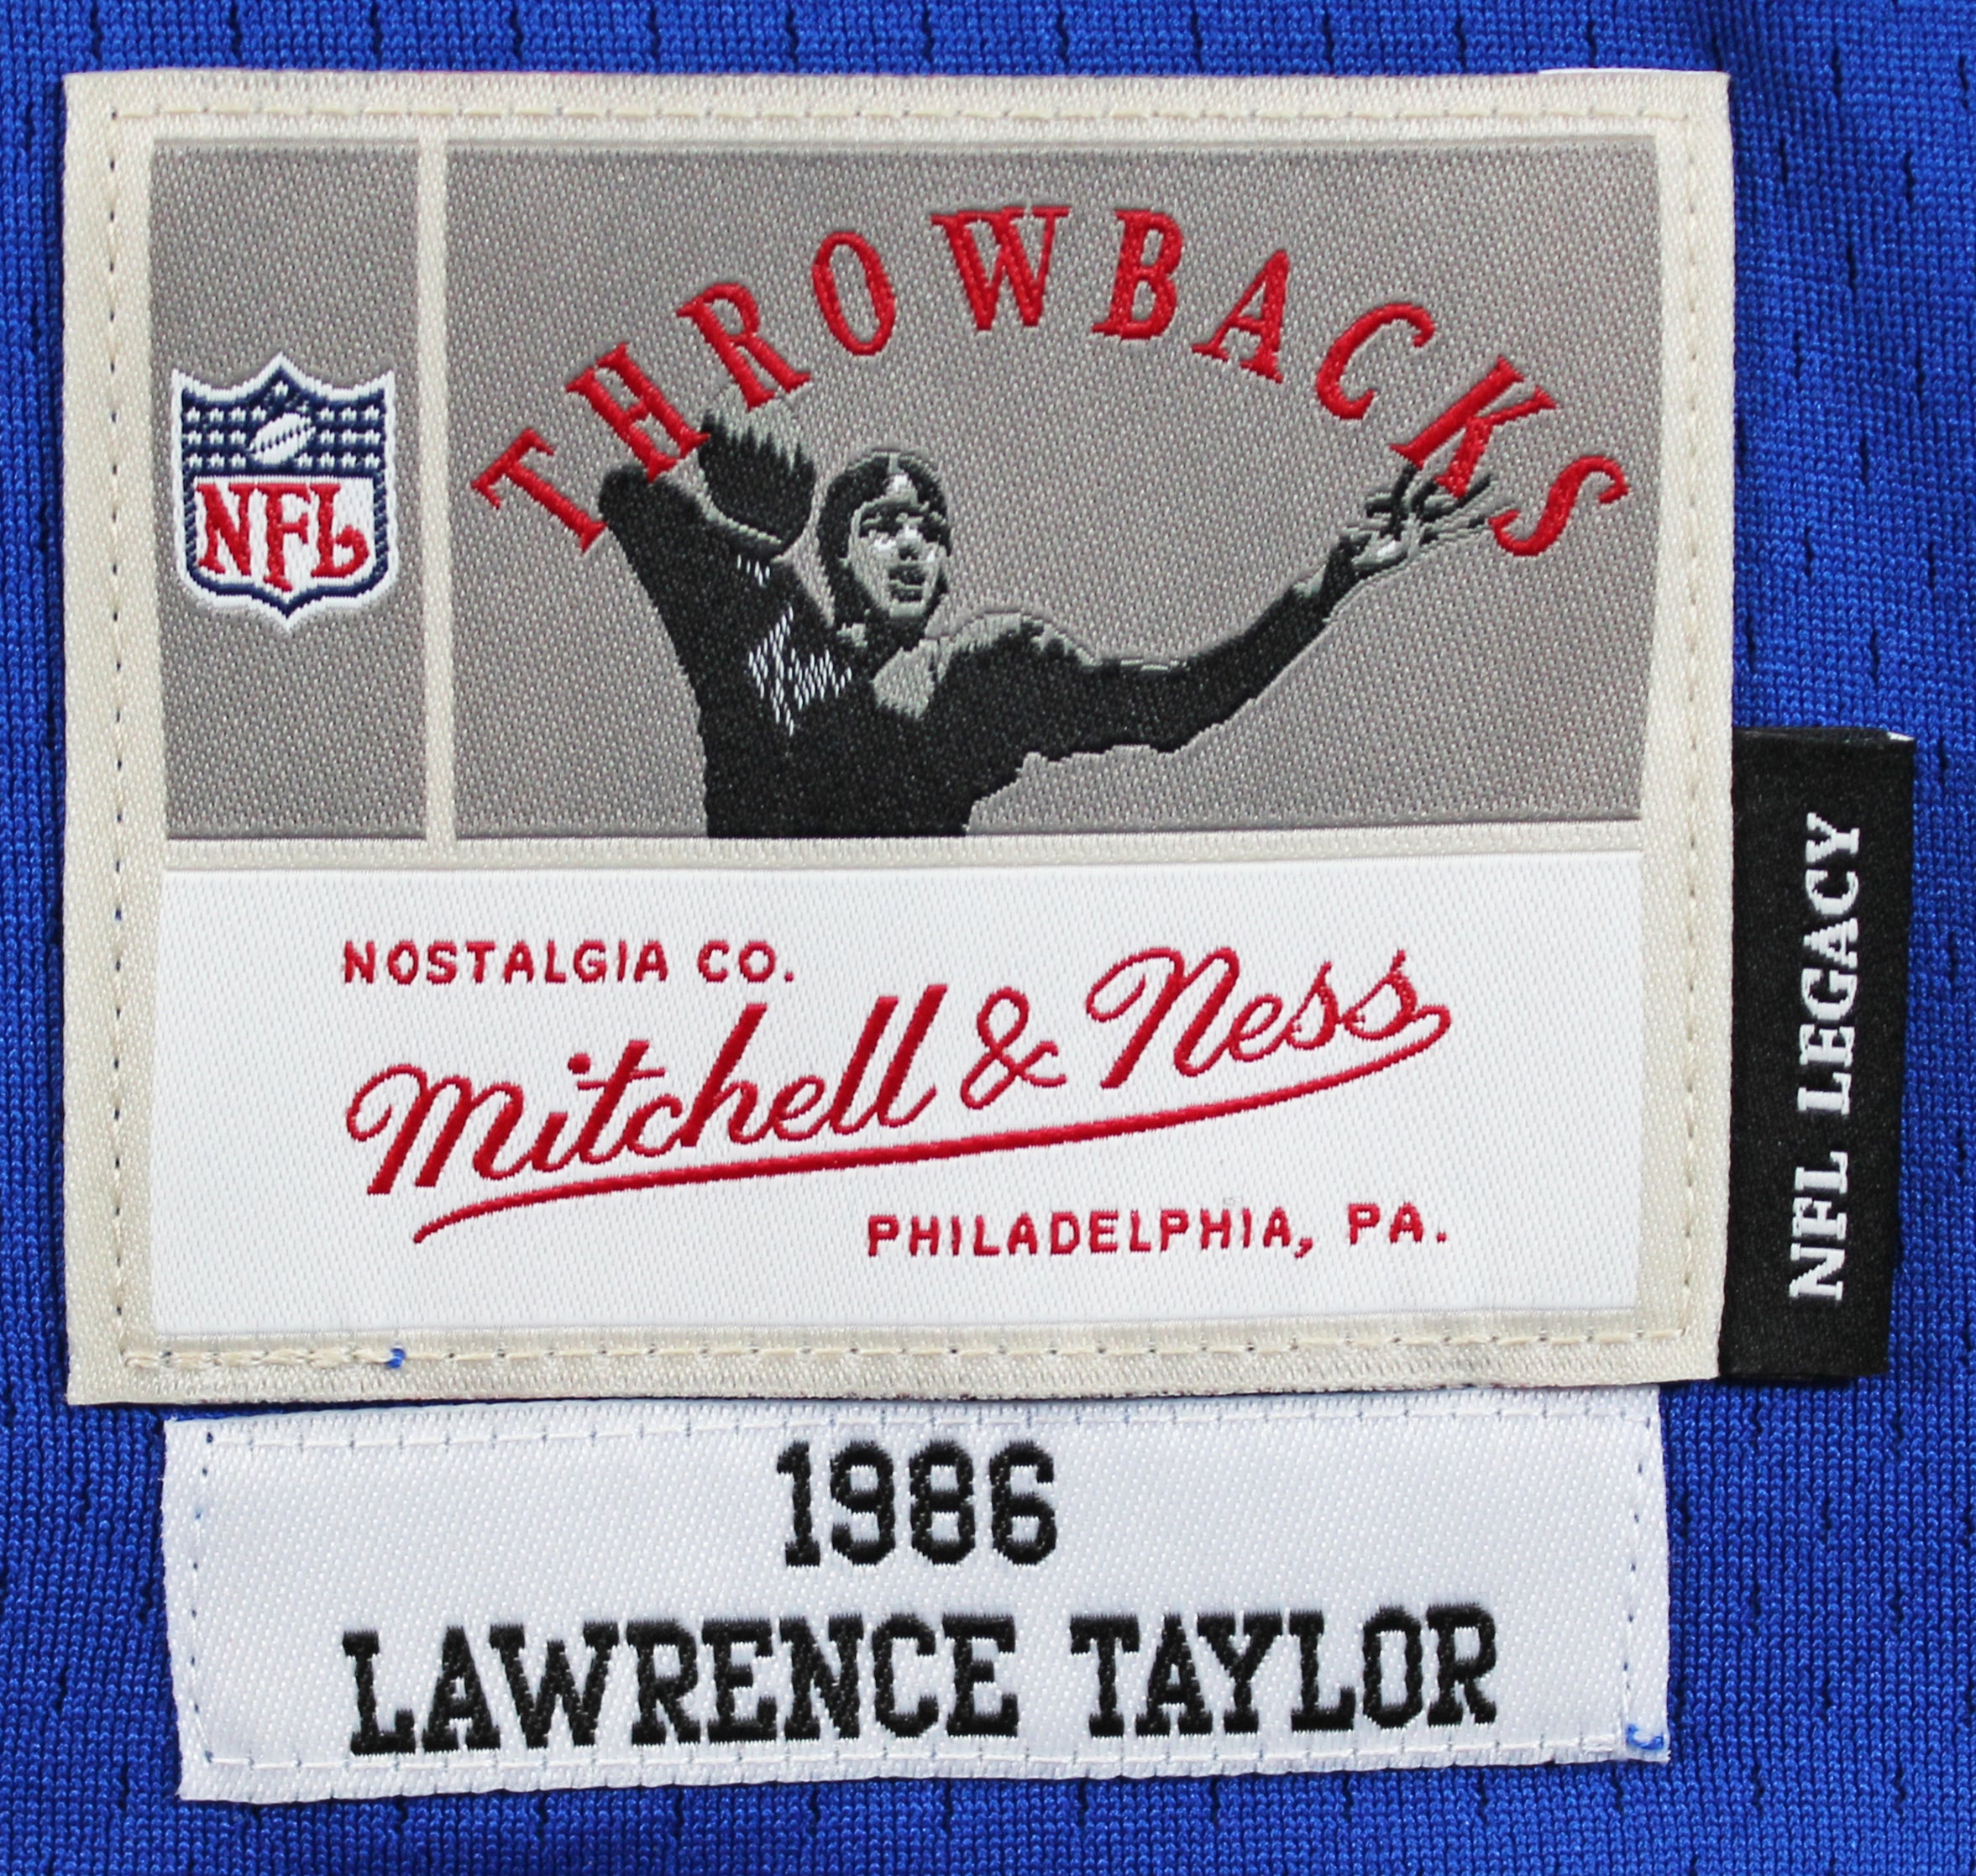 THROWBACKS
NFL
NOSTALGIA CO.
Mitchell & Ness
PHILADELPHIA, PA.
NFL LEGACY
1986
LAWRENCE TAYLOR